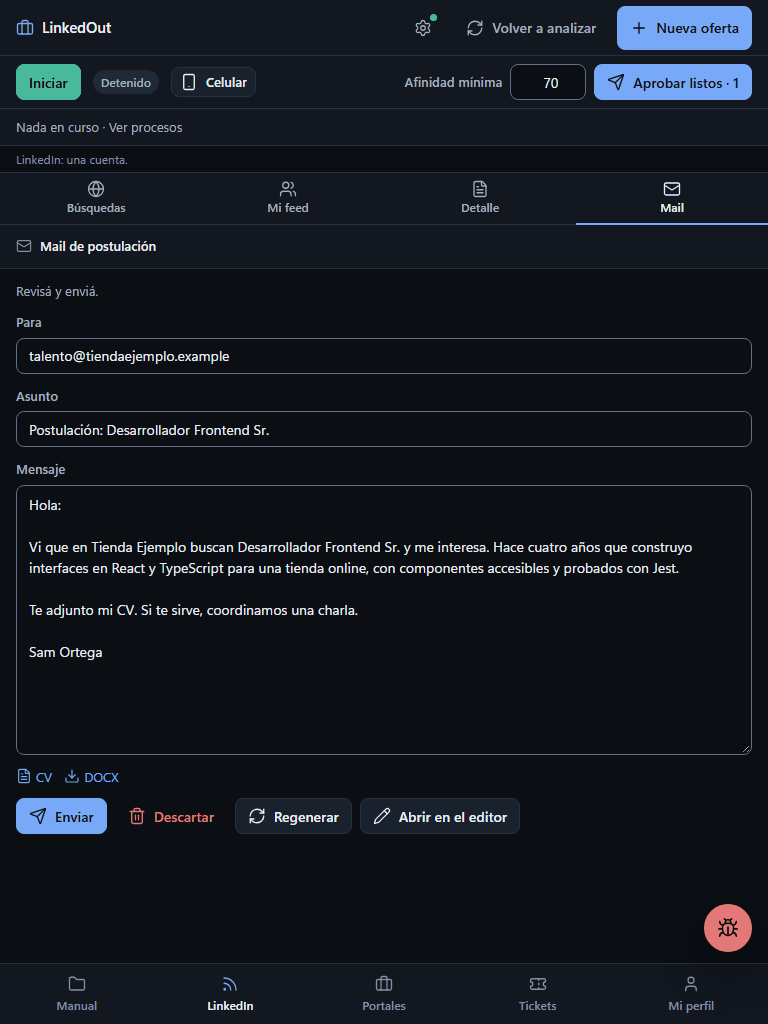 LinkedOut
Volver a analizar
Nueva oferta
Iniciar
Detenido
Celular
Afinidad mínima
70
Aprobar listos · 1
Nada en curso · Ver procesos
LinkedIn: una cuenta.
Búsquedas
Mi feed
Detalle
Mail
Mail de postulación
Revisá y enviá.
Para
talento@tiendaejemplo.example
Asunto
Postulación: Desarrollador Frontend Sr.
Mensaje
Hola:
Vi que en Tienda Ejemplo buscan Desarrollador Frontend Sr. y me interesa. Hace cuatro años que construyo
interfaces en React y TypeScript para una tienda online, con componentes accesibles y probados con Jest.
Te adjunto mi CV. Si te sirve, coordinamos una charla.
Sam Ortega
CV
DOCX
Enviar
Descartar
Regenerar
Abrir en el editor
Manual
LinkedIn
Portales
Tickets
Mi perfil